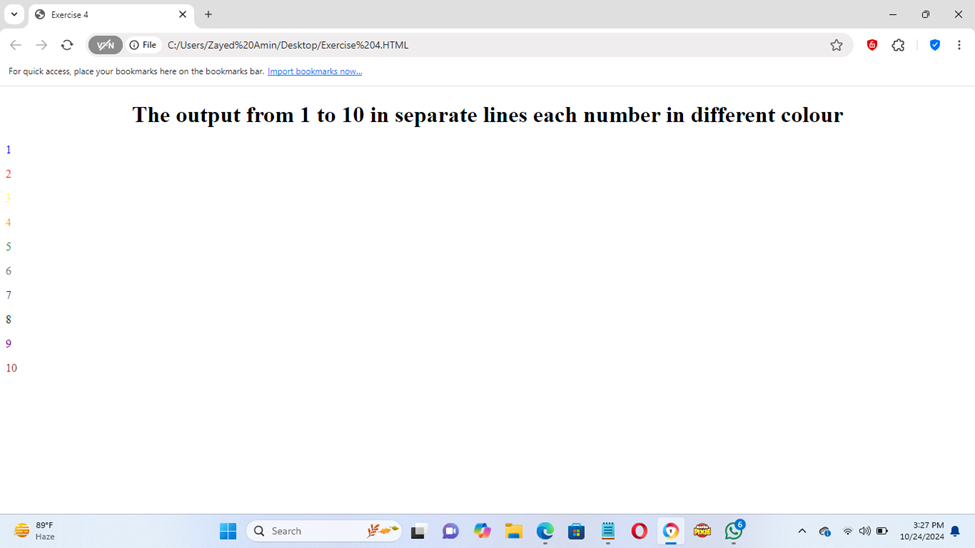 Exercise 4
VPN
File
C:/Users/Zayed%20Amin/Desktop/Exercise%204.HTML
For quick access, place your bookmarks here on the bookmarks bar. Import bookmarks now...
The output from 1 to 10 in separate lines each number in different colour
1
2
3
4
5
6
7
8
9
10
89°F
Haze
Search
6
3:27 PM
10/24/2024